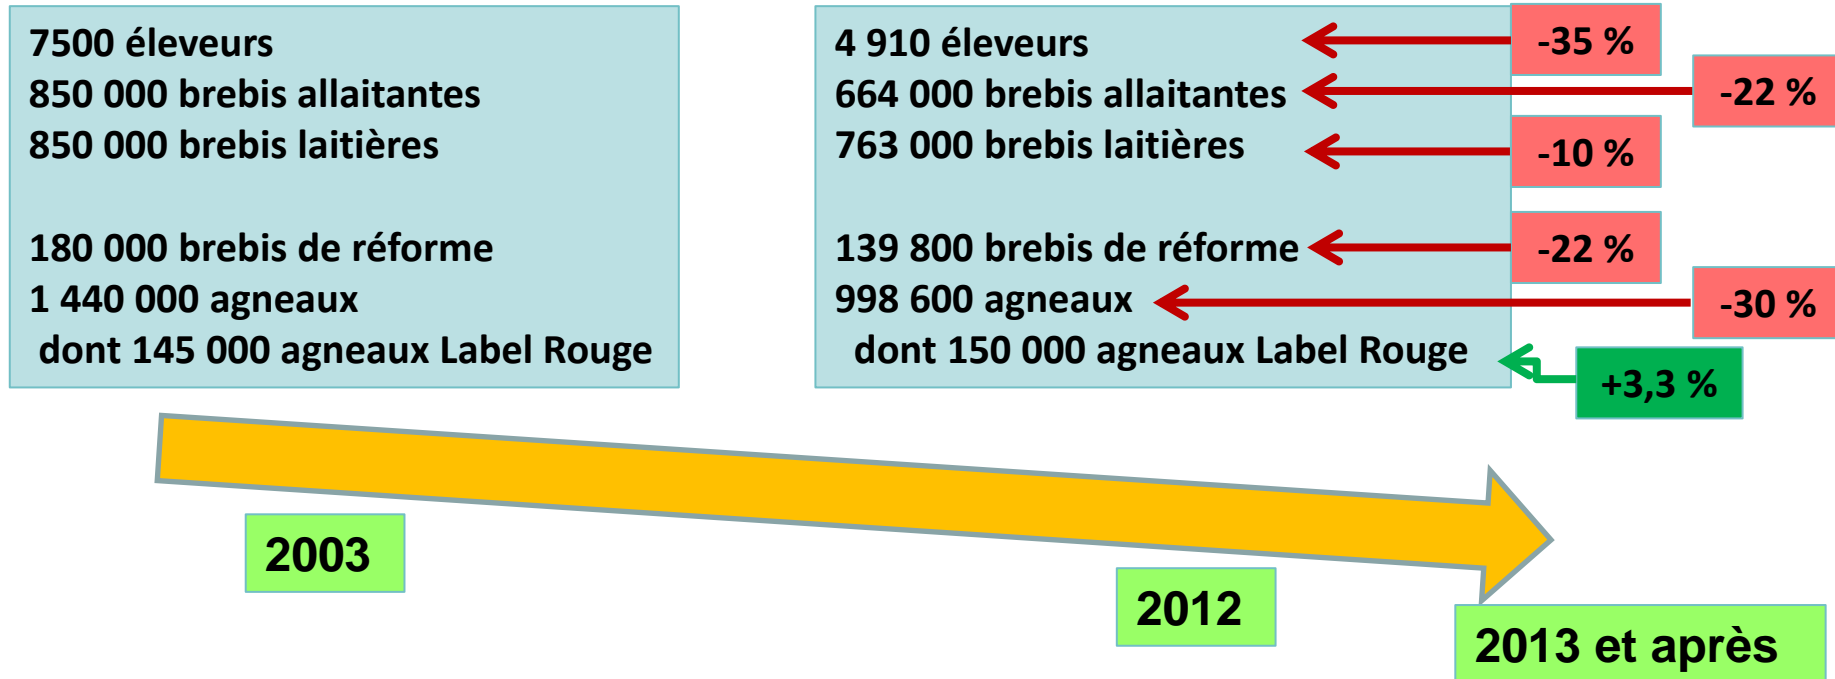 7500 éleveurs
850 000 brebis allaitantes
850 000 brebis laitières
180 000 brebis de réforme
1 440 000 agneaux
dont 145 000 agneaux Label Rouge
4 910 éleveurs
664 000 brebis allaitantes
763 000 brebis laitières
139 800 brebis de réforme
998 600 agneaux
dont 150 000 agneaux Label Rouge
-35 %
-22 %
-10 %
-22 %
-30 %
+3,3 %
2003
2012
2013 et après